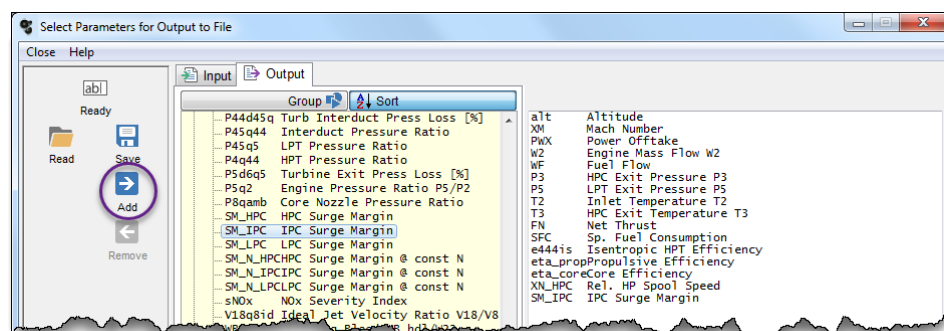 Select Parameters for Output to File
Close Help
Input Output
ab|
Ready
Group Sort
Read Save
Add
Remove
P44d45q Turb Interduct Press Loss [%]
P45q44 Interduct Pressure Ratio
P45q5 LPT Pressure Ratio
P4q44 HPT Pressure Ratio
P5d6q5 Turbine Exit Press Loss [%]
P5q2 Engine Pressure Ratio P5/P2
P8qamb Core Nozzle Pressure Ratio
SM_HPC HPC Surge Margin
SM_IPC IPC Surge Margin
SM_LPC LPC Surge Margin
SM_N_HPCHPC Surge Margin @ const N
SM_N_IPCIPC Surge Margin @ const N
SM_N_LPCLPC Surge Margin @ const N
sNOx NOx Severity Index
V18q8id Ideal Jet Velocity Ratio V18/V8
alt Altitude
XM Mach Number
PWX Power Offtake
W2 Engine Mass Flow W2
WF Fuel Flow
P3 HPC Exit Pressure P3
P5 LPT Exit Pressure P5
T2 Inlet Temperature T2
T3 HPC Exit Temperature T3
FN Net Thrust
SFC Sp. Fuel Consumption
e444is Isentropic HPT Efficiency
eta_propPropulsive Efficiency
eta_coreCore Efficiency
XN_HPC Rel. HP Spool Speed
SM_IPC IPC Surge Margin